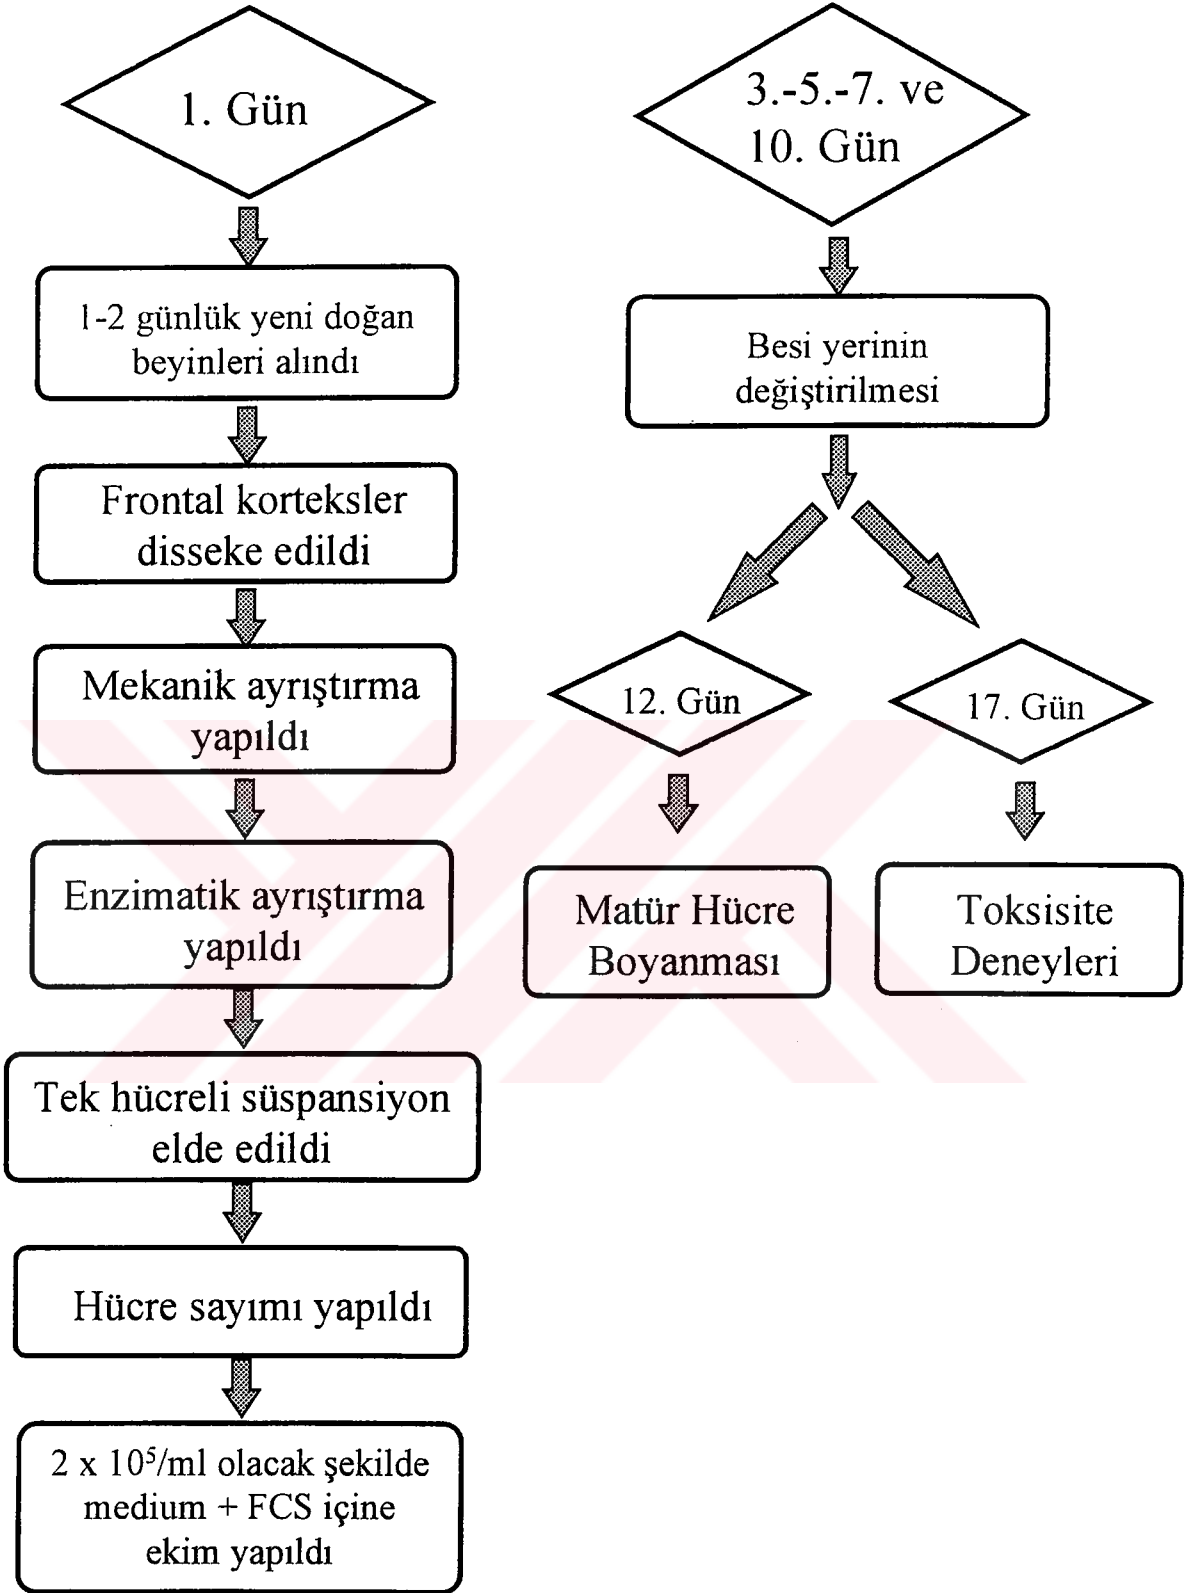 1. Gün
1-2 günlük yeni doğan
beyinleri alındı
Frontal korteksler
disseke edildi
Mekanik ayrıştırma
yapıldı
Enzimatik ayrıştırma
yapıldı
Tek hücreli süspansiyon
elde edildi
Hücre sayımı yapıldı
2 x 10⁵/ml olacak şekilde
medium + FCS içine
ekim yapıldı
3.-5.-7. ve
10. Gün
Besi yerinin
değiştirilmesi
12. Gün
Matür Hücre
Boyanması
17. Gün
Toksisite
Deneyleri